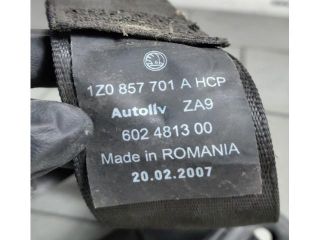 1Z0 857 701 A HCP
Autoliv ZA9
602 4813 00
Made in ROMANIA
20.02.2007